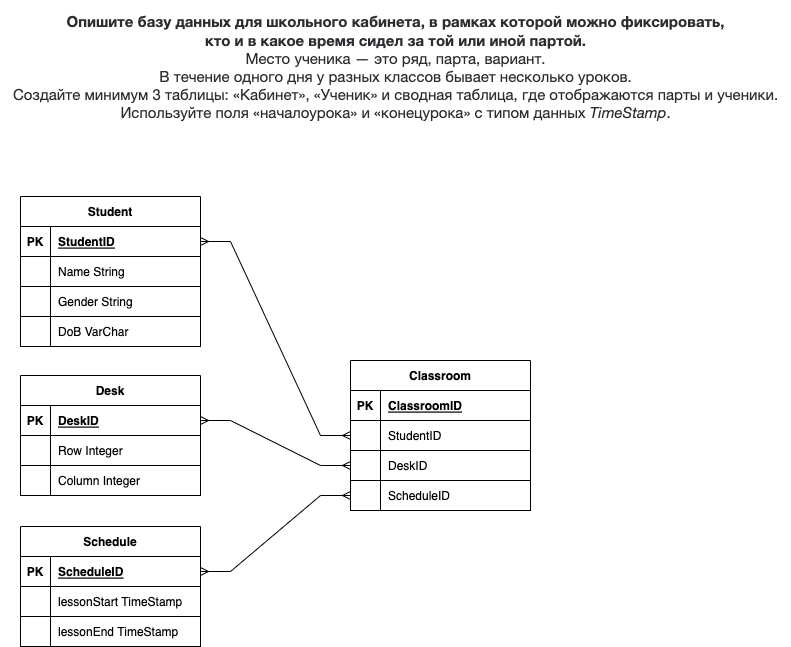 Опишите базу данных для школьного кабинета, в рамках которой можно фиксировать,
кто и в какое время сидел за той или иной партой.
Место ученика — это ряд, парта, вариант.
В течение одного дня у разных классов бывает несколько уроков.
Создайте минимум 3 таблицы: «Кабинет», «Ученик» и сводная таблица, где отображаются парты и ученики.
Используйте поля «началоурока» и «конецурока» с типом данных TimeStamp.
Student
PK StudentID
Name String
Gender String
DoB VarChar
Desk
PK DeskID
Row Integer
Column Integer
Schedule
PK ScheduleID
lessonStart TimeStamp
lessonEnd TimeStamp
Classroom
PK ClassroomID
StudentID
DeskID
ScheduleID